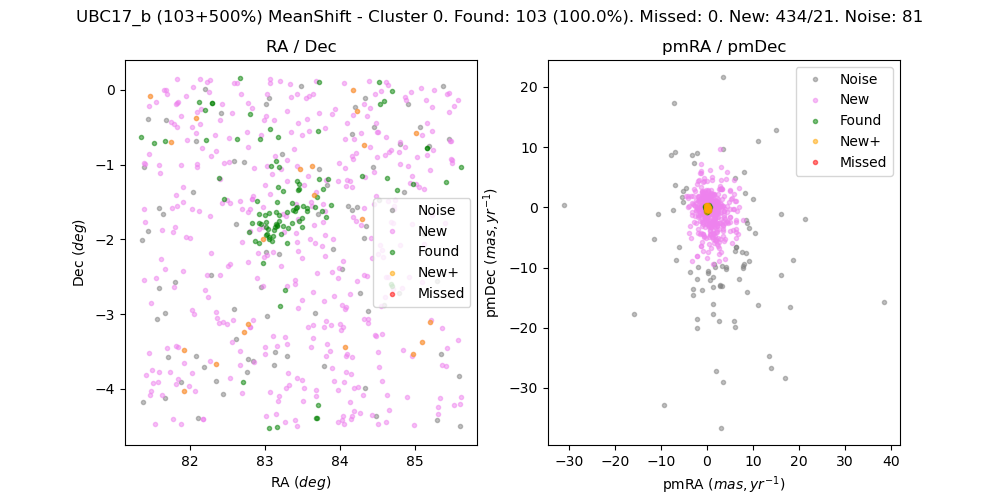 UBC17_b (103+500%) MeanShift - Cluster 0. Found: 103 (100.0%). Missed: 0. New: 434/21. Noise: 81
RA / Dec
pmRA / pmDec
Dec (deg)
0
−1
−2
−3
−4
82
83
84
85
RA (deg)
Noise
New
Found
New+
Missed
pmDec (mas, yr⁻¹)
20
10
0
−10
−20
−30
−30
−20
−10
0
10
20
30
40
pmRA (mas, yr⁻¹)
Noise
New
Found
New+
Missed